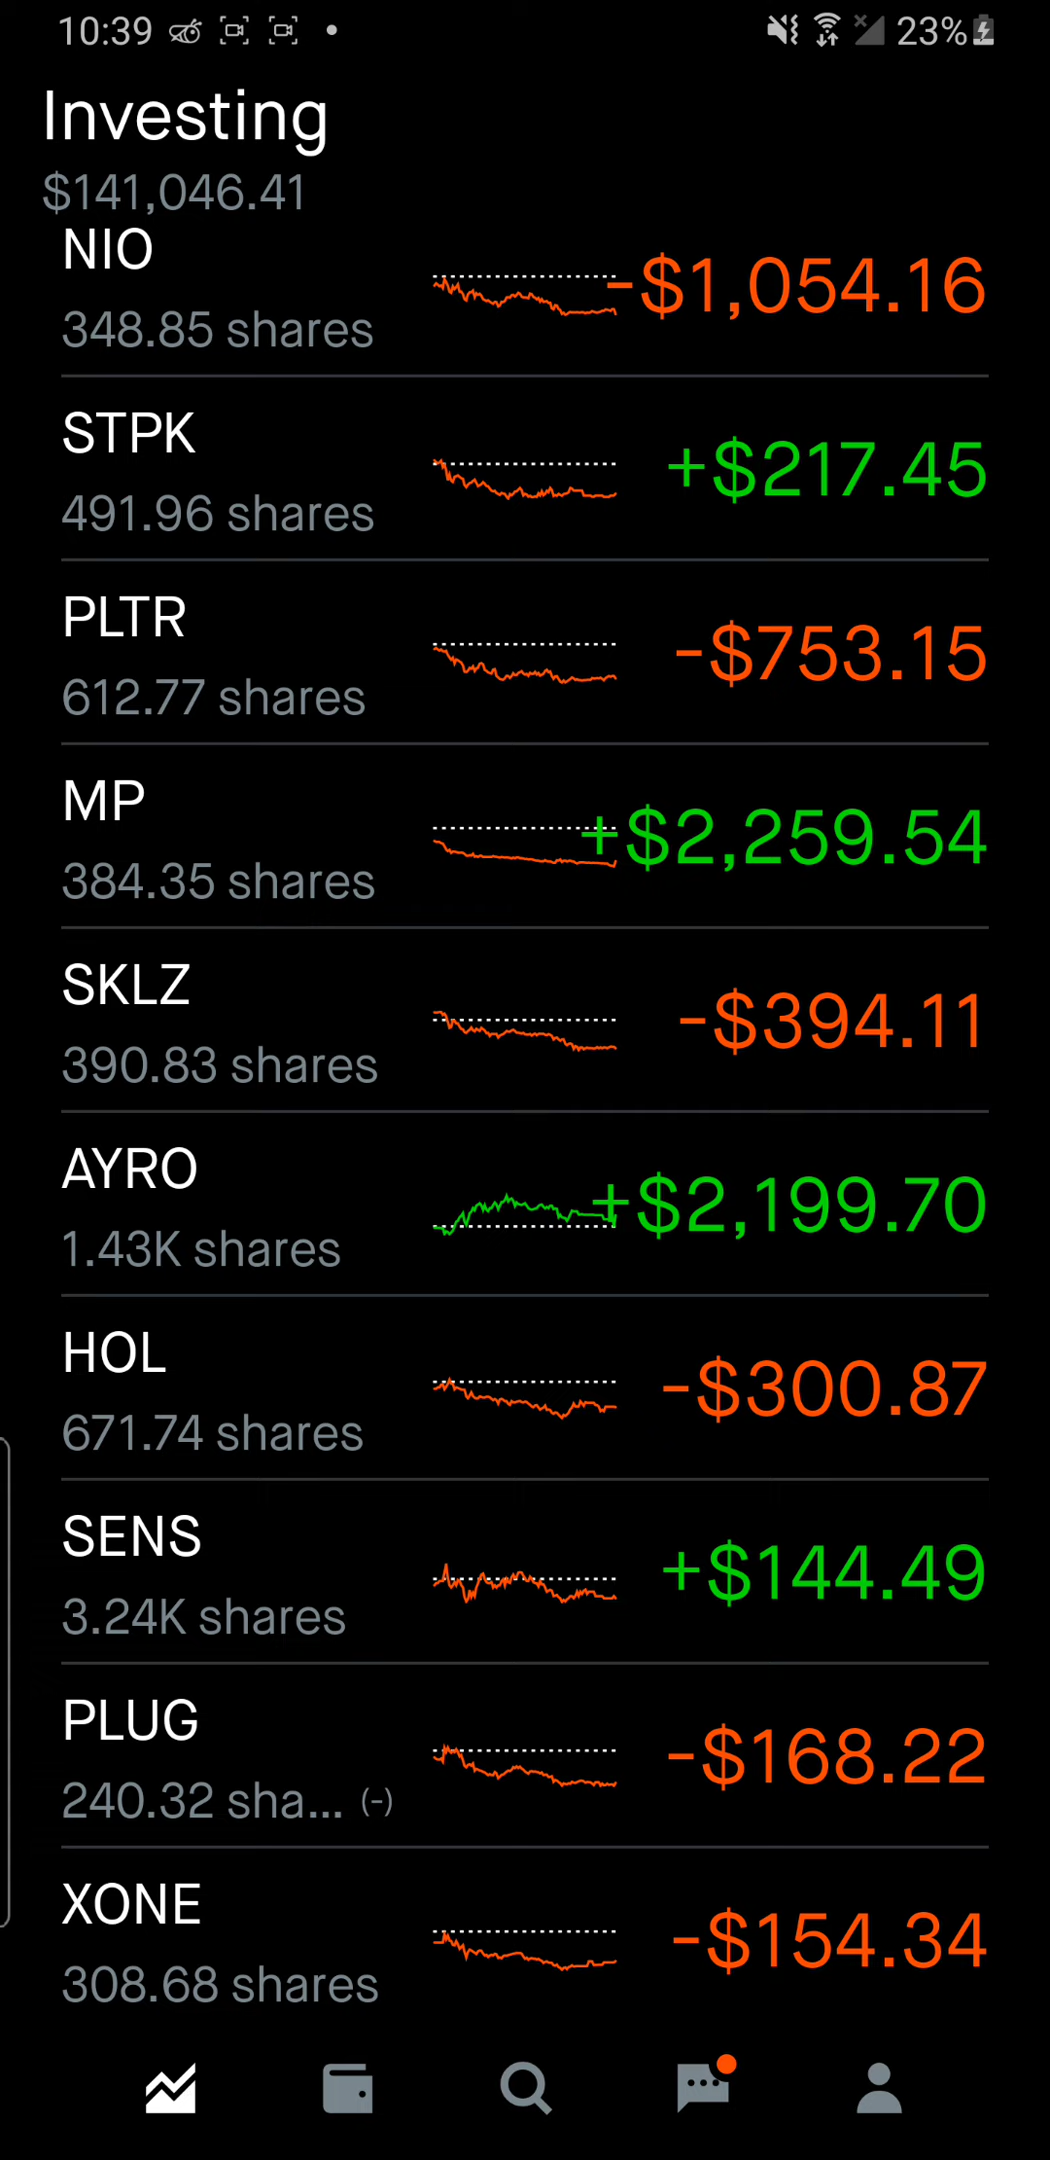 10:39 23%
Investing
$141,046.41
NIO
348.85 shares
-$1,054.16
STPK
491.96 shares
+$217.45
PLTR
612.77 shares
-$753.15
MP
384.35 shares
+$2,259.54
SKLZ
390.83 shares
-$394.11
AYRO
1.43K shares
+$2,199.70
HOL
671.74 shares
-$300.87
SENS
3.24K shares
+$144.49
PLUG
240.32 sha... (-)
-$168.22
XONE
308.68 shares
-$154.34